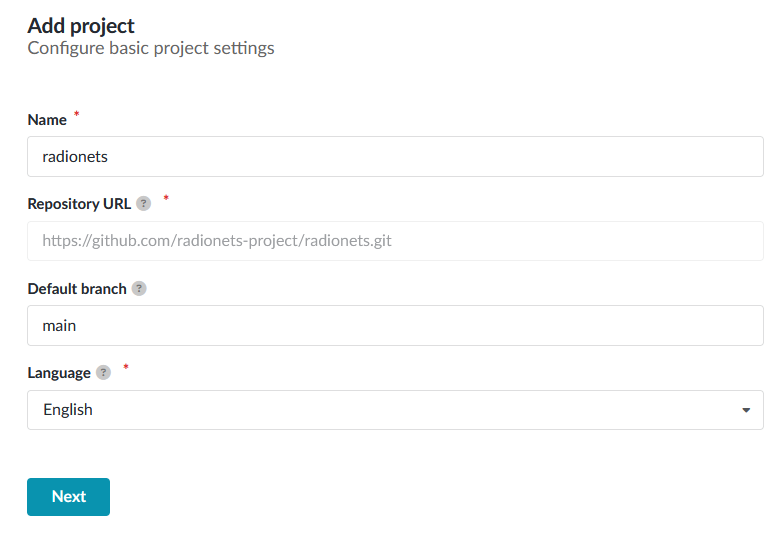 Add project
Configure basic project settings
Name *
radionets
Repository URL ? *
https://github.com/radionets-project/radionets.git
Default branch ?
main
Language ? *
English
Next